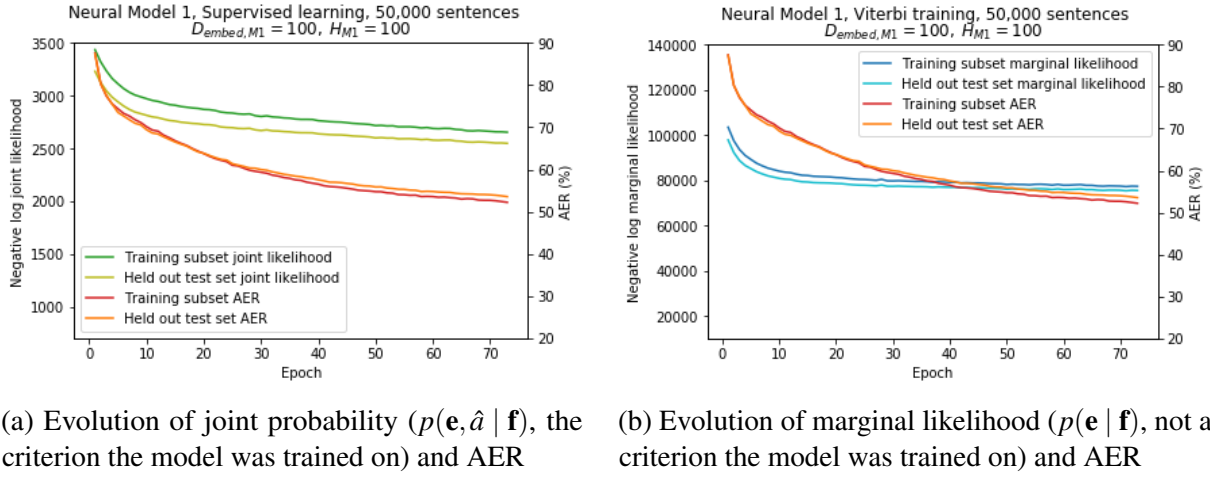 Neural Model 1, Supervised learning, 50,000 sentences
D_embed,M1 = 100, H_M1 = 100
3500
3000
2500
2000
1500
1000
Negative log joint likelihood
90
80
70
60
50
40
30
20
AER (%)
Training subset joint likelihood
Held out test set joint likelihood
Training subset AER
Held out test set AER
0 10 20 30 40 50 60 70
Epoch
(a) Evolution of joint probability (p(e, â | f), the
criterion the model was trained on) and AER
Neural Model 1, Viterbi training, 50,000 sentences
D_embed,M1 = 100, H_M1 = 100
140000
120000
100000
80000
60000
40000
20000
Negative log marginal likelihood
90
80
70
60
50
40
30
20
AER (%)
Training subset marginal likelihood
Held out test set marginal likelihood
Training subset AER
Held out test set AER
0 10 20 30 40 50 60 70
Epoch
(b) Evolution of marginal likelihood (p(e | f), not a
criterion the model was trained on) and AER